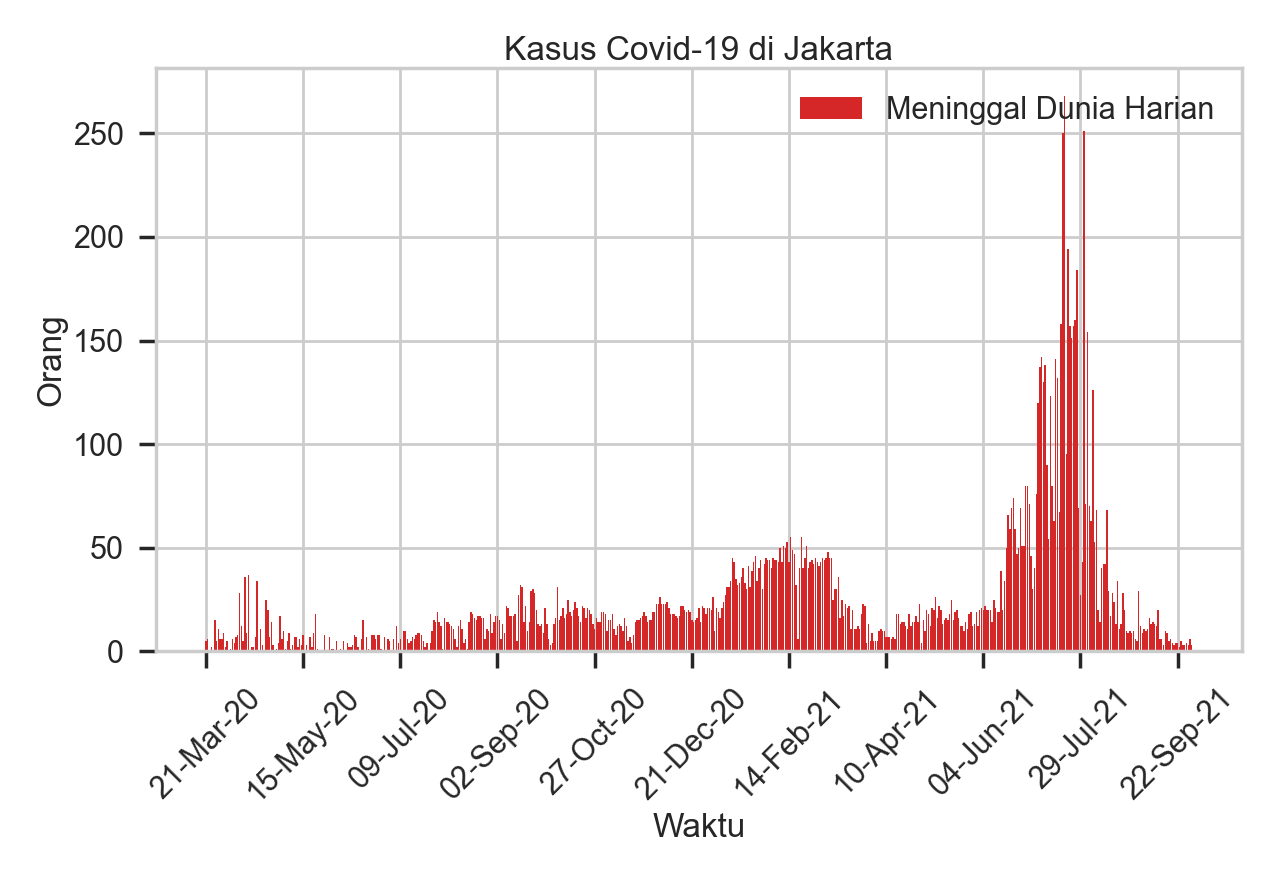 Kasus Covid-19 di Jakarta
Meninggal Dunia Harian
250
200
150
100
50
0
Orang
21-Mar-20
15-May-20
09-Jul-20
02-Sep-20
27-Oct-20
21-Dec-20
14-Feb-21
10-Apr-21
04-Jun-21
29-Jul-21
22-Sep-21
Waktu